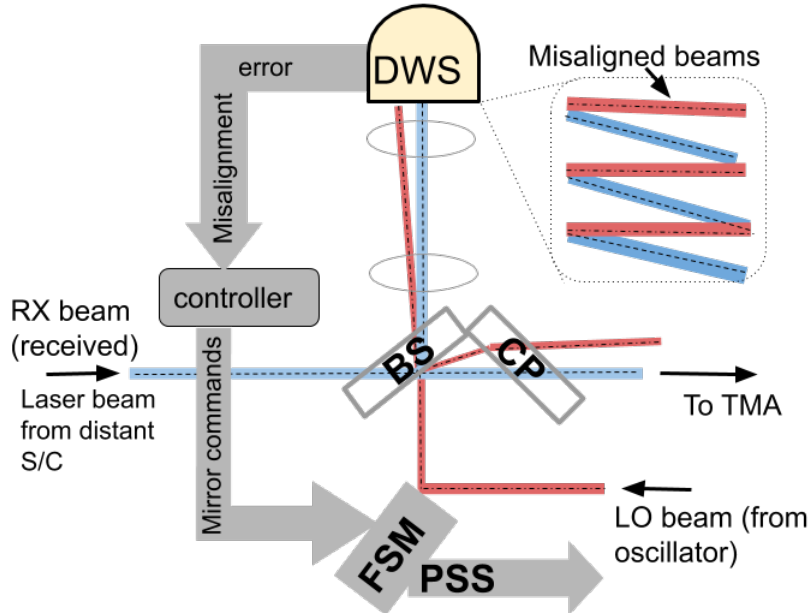 DWS
error
Misaligned beams
Misalignment
controller
RX beam
(received)
Laser beam
from distant
S/C
Mirror commands
BS
CP
To TMA
LO beam (from
oscillator)
FSM
PSS